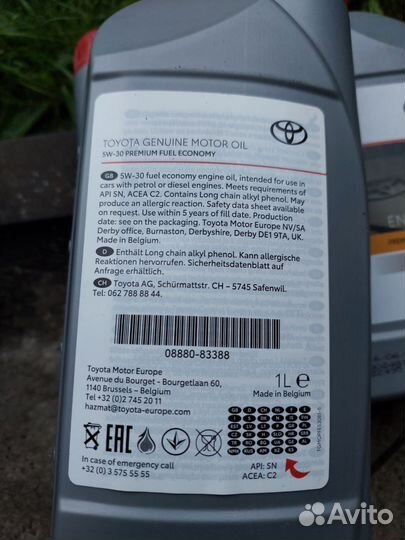 TOYOTA GENUINE MOTOR OIL
5W-30 PREMIUM FUEL ECONOMY
GB 5W-30 fuel economy engine oil, intended for use in
cars with petrol or diesel engines. Meets requirements of
API SN, ACEA C2. Contains Long chain alkyl phenol. May
produce an allergic reaction. Safety data sheet available
on request. Use within 5 years of fill date. Production
date: see on the packaging. Toyota Motor Europe NV/SA
Derby office, Burnaston, Derbyshire, Derby DE1 9TA, UK.
Made in Belgium.
D Enthält Long chain alkyl phenol. Kann allergische
Reaktionen hervorrufen. Sicherheitsdatenblatt auf
Anfrage erhältlich.
CH Toyota AG, Schürmattstr. CH – 5745 Safenwil.
Tel: 062 788 88 44.
08880-83388
Toyota Motor Europe
Avenue du Bourget - Bourgetlaan 60,
1140 Brussels – Belgium
Tel +32 (0)2 745 20 11
hazmat@toyota-europe.com
1L e
Made in Belgium
EAC
In case of emergency call
+32 (0) 3 575 55 55
API: SN
ACEA: C2
EN
Avito